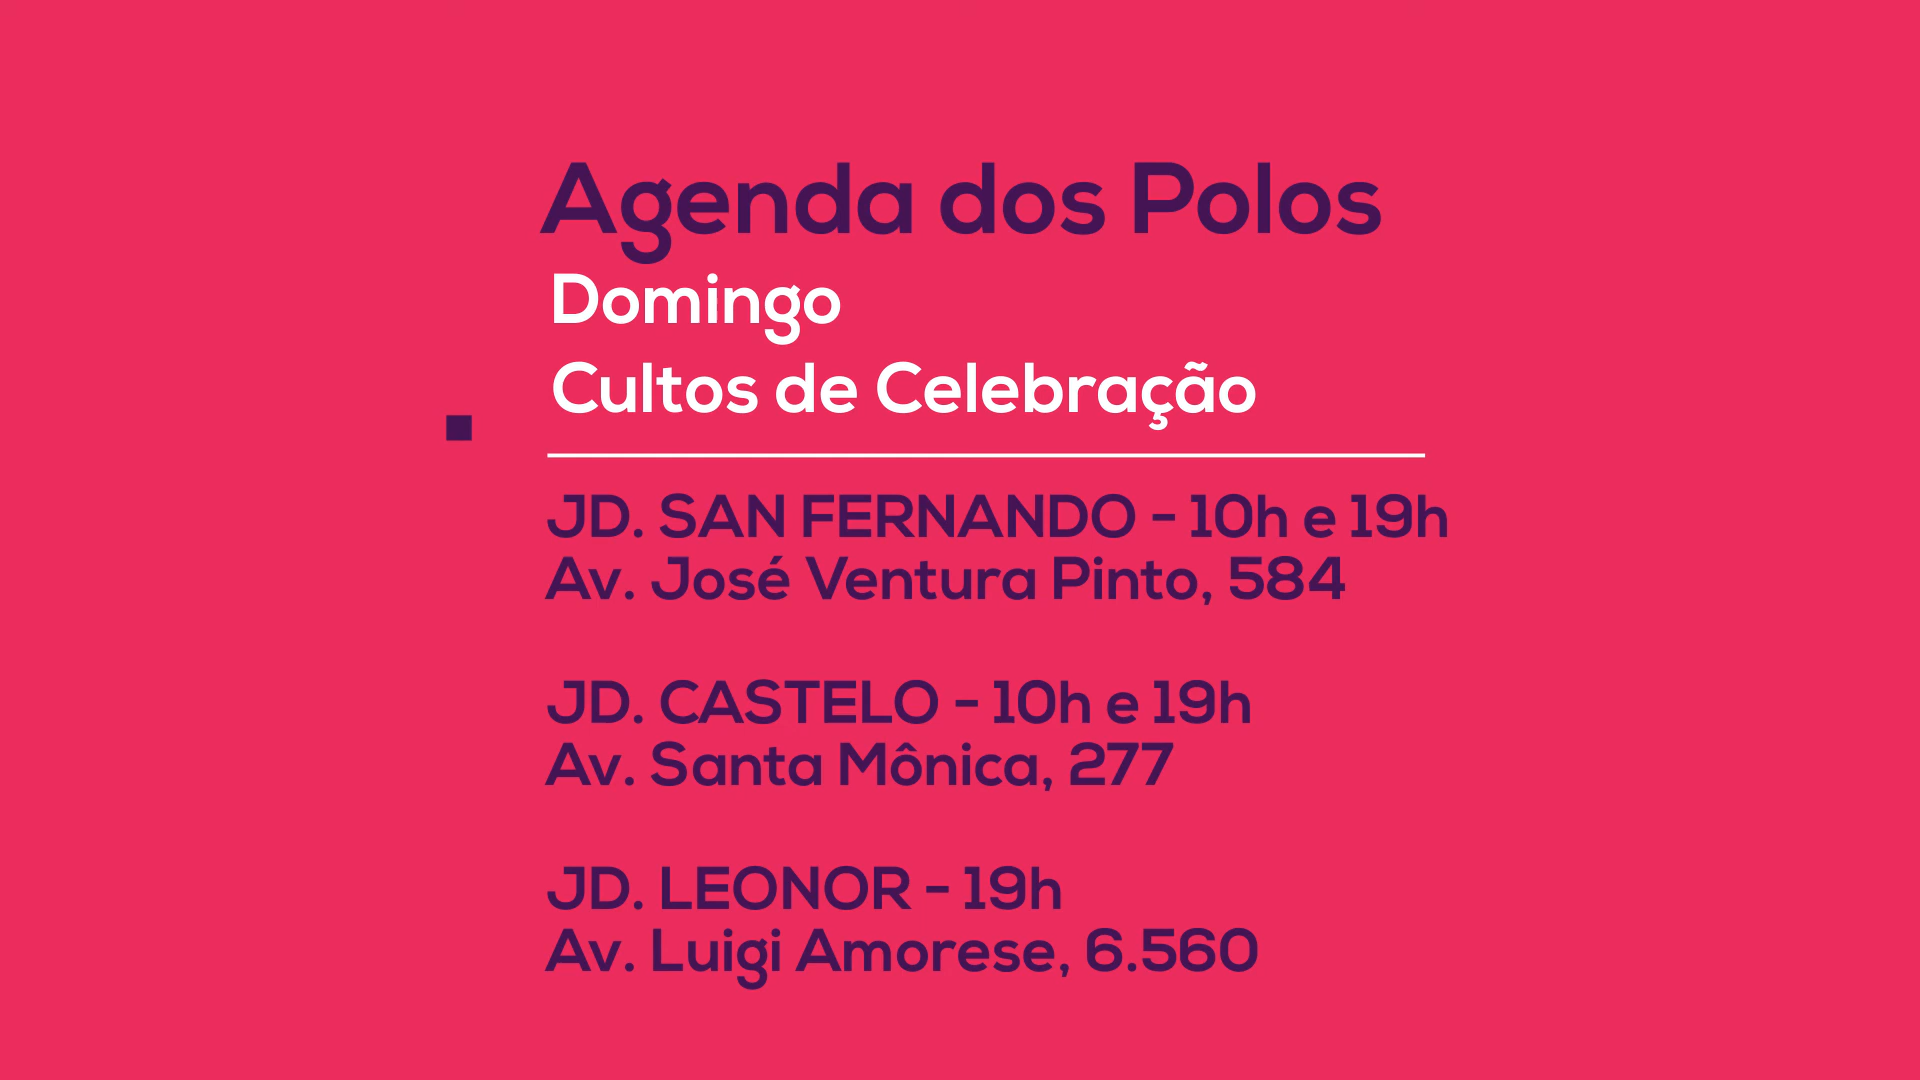 Agenda dos Polos
Domingo
Cultos de Celebração
JD. SAN FERNANDO - 10h e 19h
Av. José Ventura Pinto, 584
JD. CASTELO - 10h e 19h
Av. Santa Mônica, 277
JD. LEONOR - 19h
Av. Luigi Amorese, 6.560